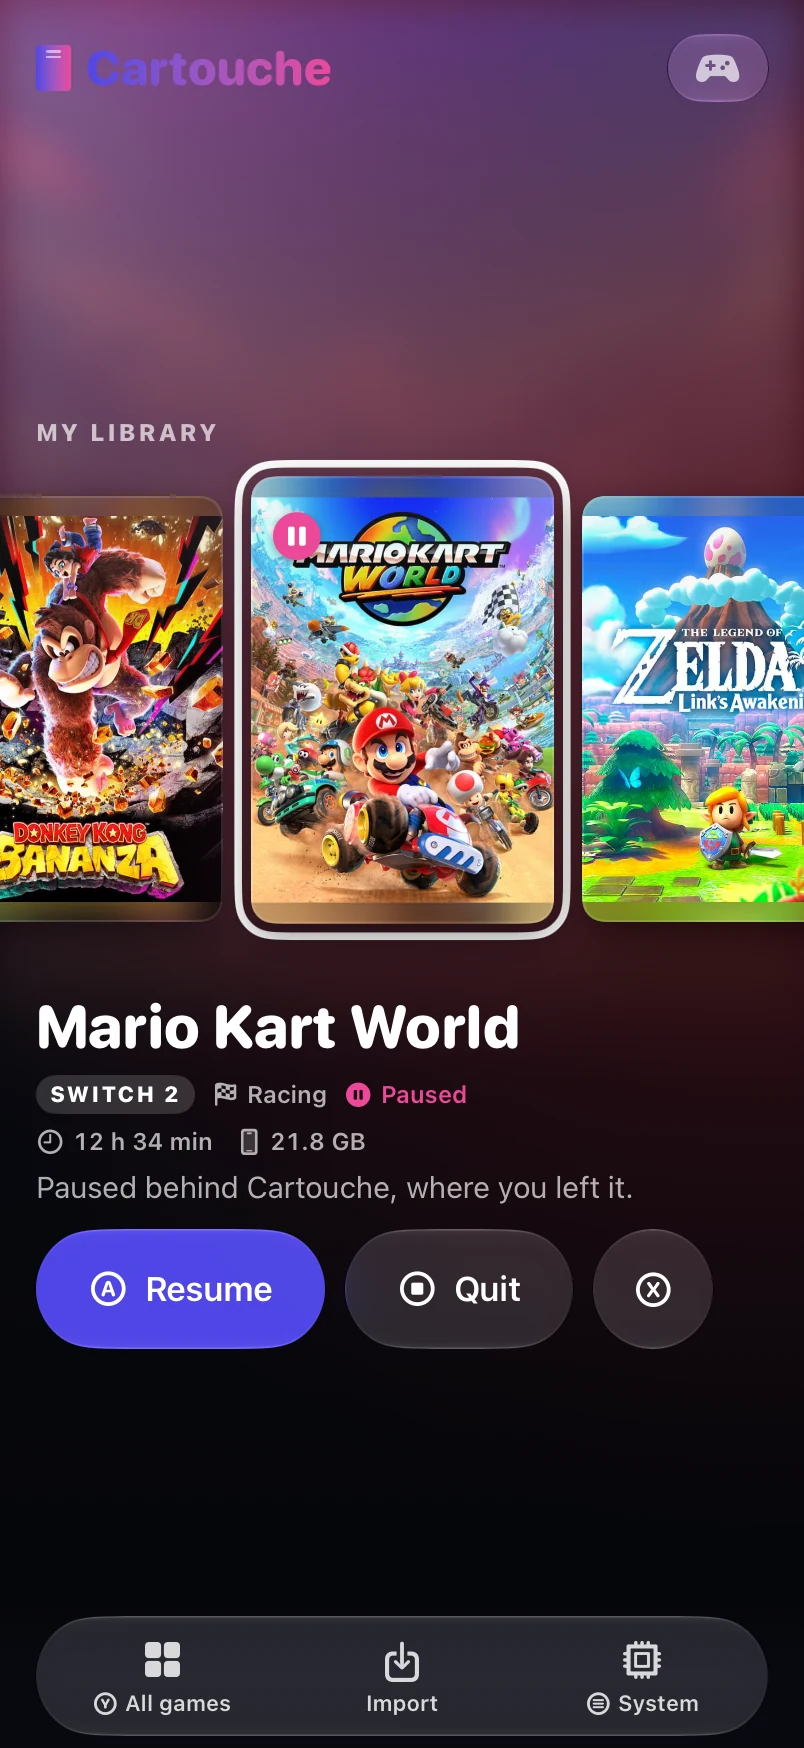 Cartouche
MY LIBRARY
DONKEY KONG
BANANZA
MARIOKART
WORLD
THE LEGEND OF
ZELDA
Link's Awakeni
Mario Kart World
SWITCH 2 Racing Paused
12 h 34 min 21.8 GB
Paused behind Cartouche, where you left it.
A Resume Quit X
All games Import System
Y